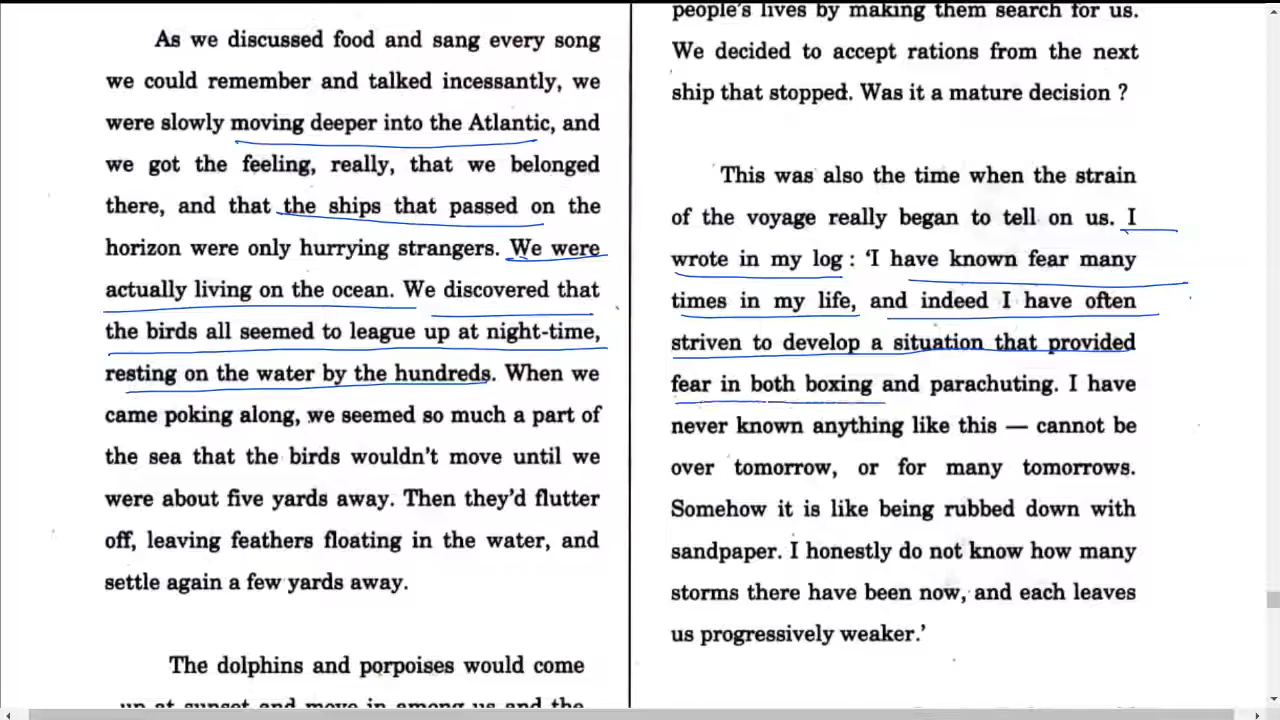 As we discussed food and sang every song
we could remember and talked incessantly, we
were slowly moving deeper into the Atlantic, and
we got the feeling, really, that we belonged
there, and that the ships that passed on the
horizon were only hurrying strangers. We were
actually living on the ocean. We discovered that
the birds all seemed to league up at night-time,
resting on the water by the hundreds. When we
came poking along, we seemed so much a part of
the sea that the birds wouldn't move until we
were about five yards away. Then they'd flutter
off, leaving feathers floating in the water, and
settle again a few yards away.
The dolphins and porpoises would come
up at sunset and move in among us and the
people's lives by making them search for us.
We decided to accept rations from the next
ship that stopped. Was it a mature decision ?
This was also the time when the strain
of the voyage really began to tell on us. I
wrote in my log : 'I have known fear many
times in my life, and indeed I have often
striven to develop a situation that provided
fear in both boxing and parachuting. I have
never known anything like this — cannot be
over tomorrow, or for many tomorrows.
Somehow it is like being rubbed down with
sandpaper. I honestly do not know how many
storms there have been now, and each leaves
us progressively weaker.'